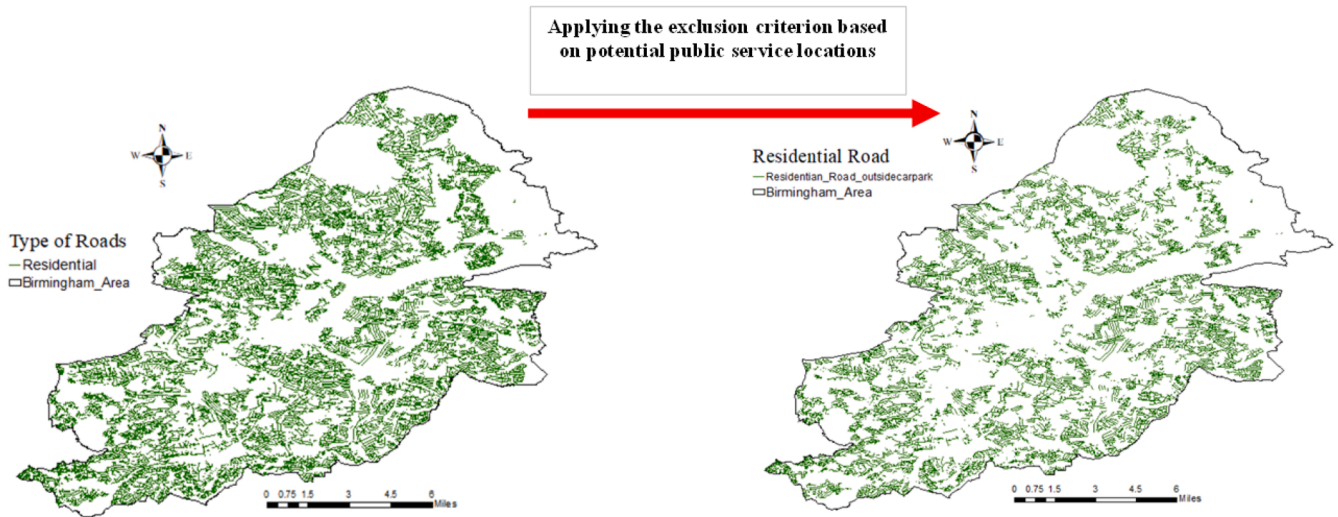 Applying the exclusion criterion based
on potential public service locations
N
W E
S
Type of Roads
Residential
Birmingham_Area
0 0.75 1.5 3 4.5 6
Miles
N
W E
S
Residential Road
Residentian_Road_outsidecarpark
Birmingham_Area
0 0.75 1.5 3 4.5 6
Miles